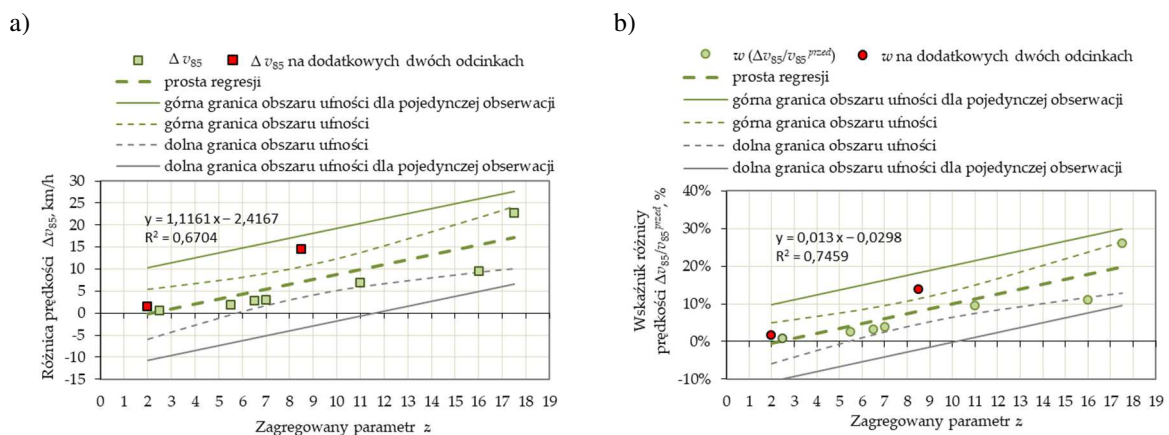 a)
Δ v85
Δ v85 na dodatkowych dwóch odcinkach
prosta regresji
górna granica obszaru ufności dla pojedynczej obserwacji
górna granica obszaru ufności
dolna granica obszaru ufności
dolna granica obszaru ufności dla pojedynczej obserwacji
Różnica prędkości Δv85, km/h
30
25
20
15
10
5
0
-5
-10
-15
y = 1,1161 x – 2,4167
R² = 0,6704
0 1 2 3 4 5 6 7 8 9 10 11 12 13 14 15 16 17 18 19
Zagregowany parametr z
b)
w (Δv85/v85przed)
w na dodatkowych dwóch odcinkach
prosta regresji
górna granica obszaru ufności dla pojedynczej obserwacji
górna granica obszaru ufności
dolna granica obszaru ufności
dolna granica obszaru ufności dla pojedynczej obserwacji
Wskaźnik różnicy
prędkości Δv85/v85przed, %
40%
30%
20%
10%
0%
-10%
y = 0,013 x – 0,0298
R² = 0,7459
0 1 2 3 4 5 6 7 8 9 10 11 12 13 14 15 16 17 18 19
Zagregowany parametr z